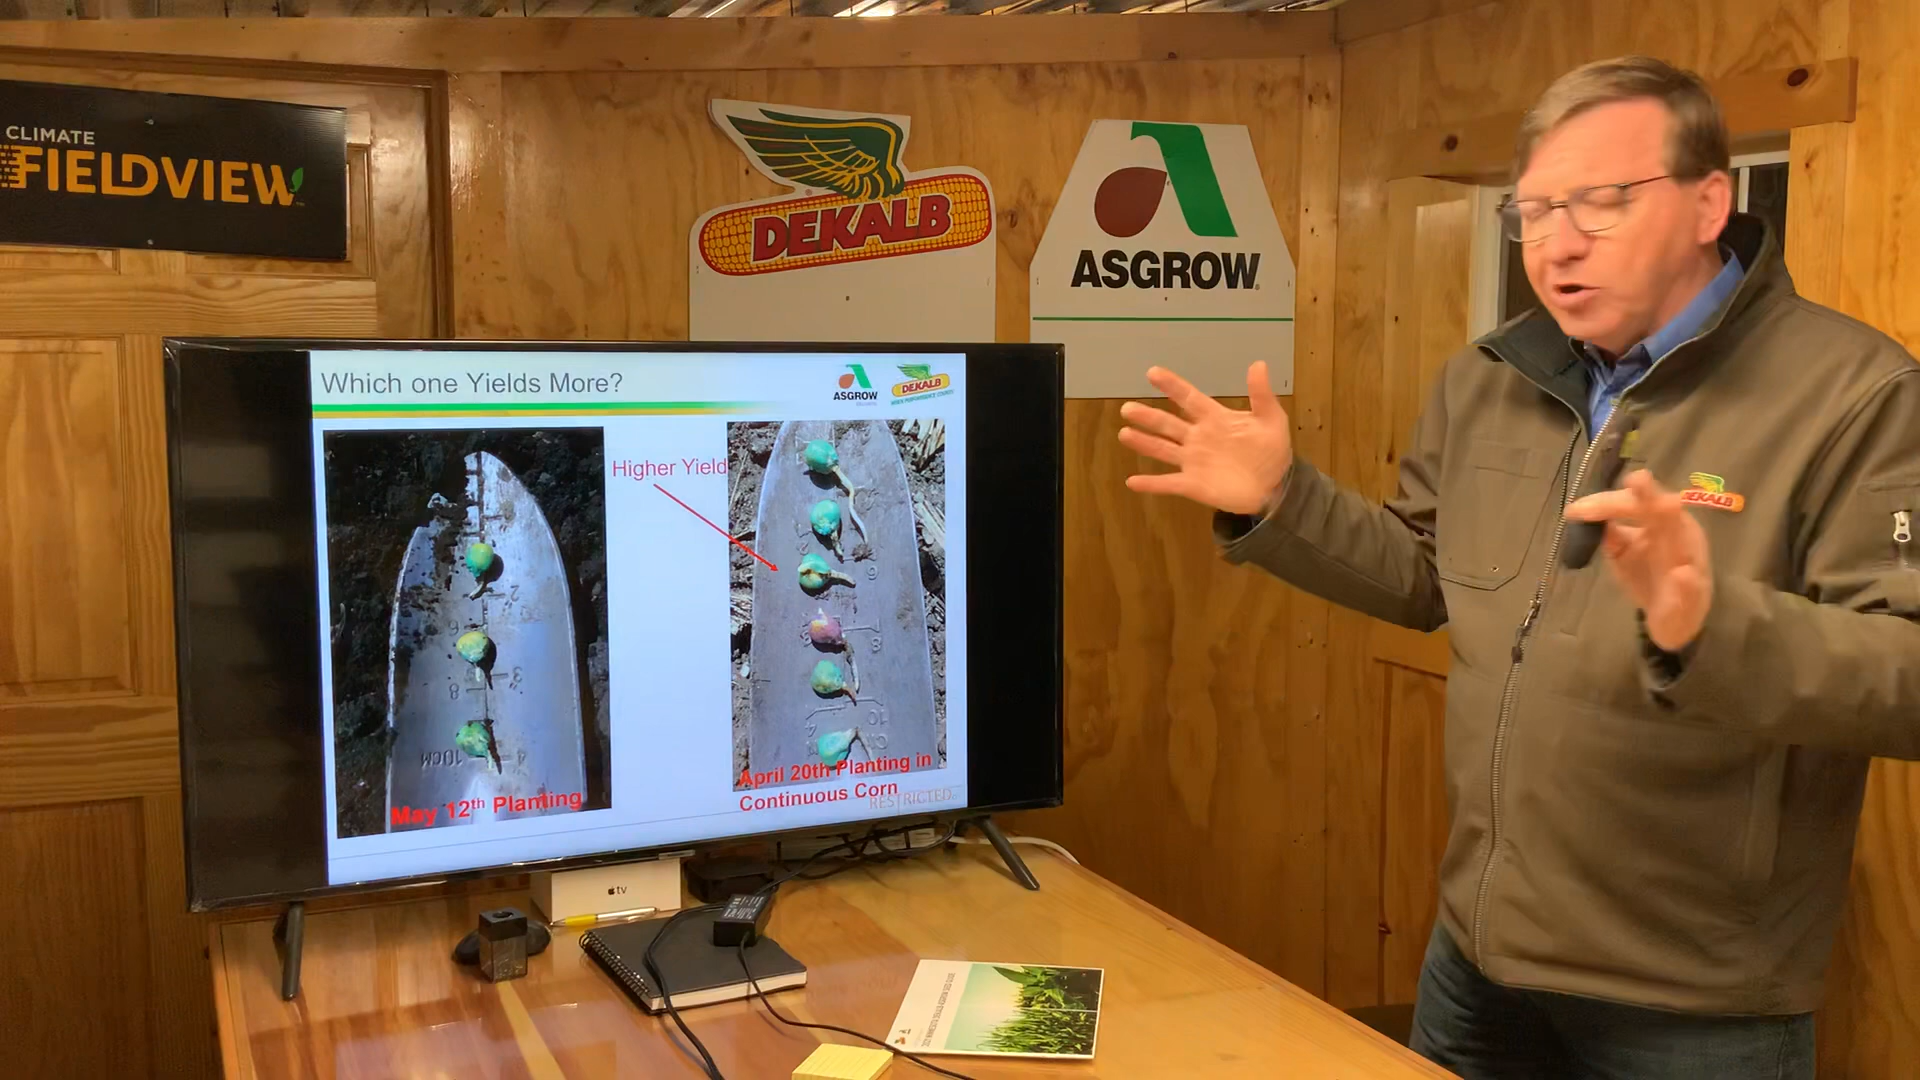 CLIMATE
FIELDVIEW
DEKALB
ASGROW
DEKALB
Which one Yields More?
ASGROW
DEKALB
Higher Yield
May 12th Planting
April 20th Planting in
Continuous Corn
RESTRICTED
tv